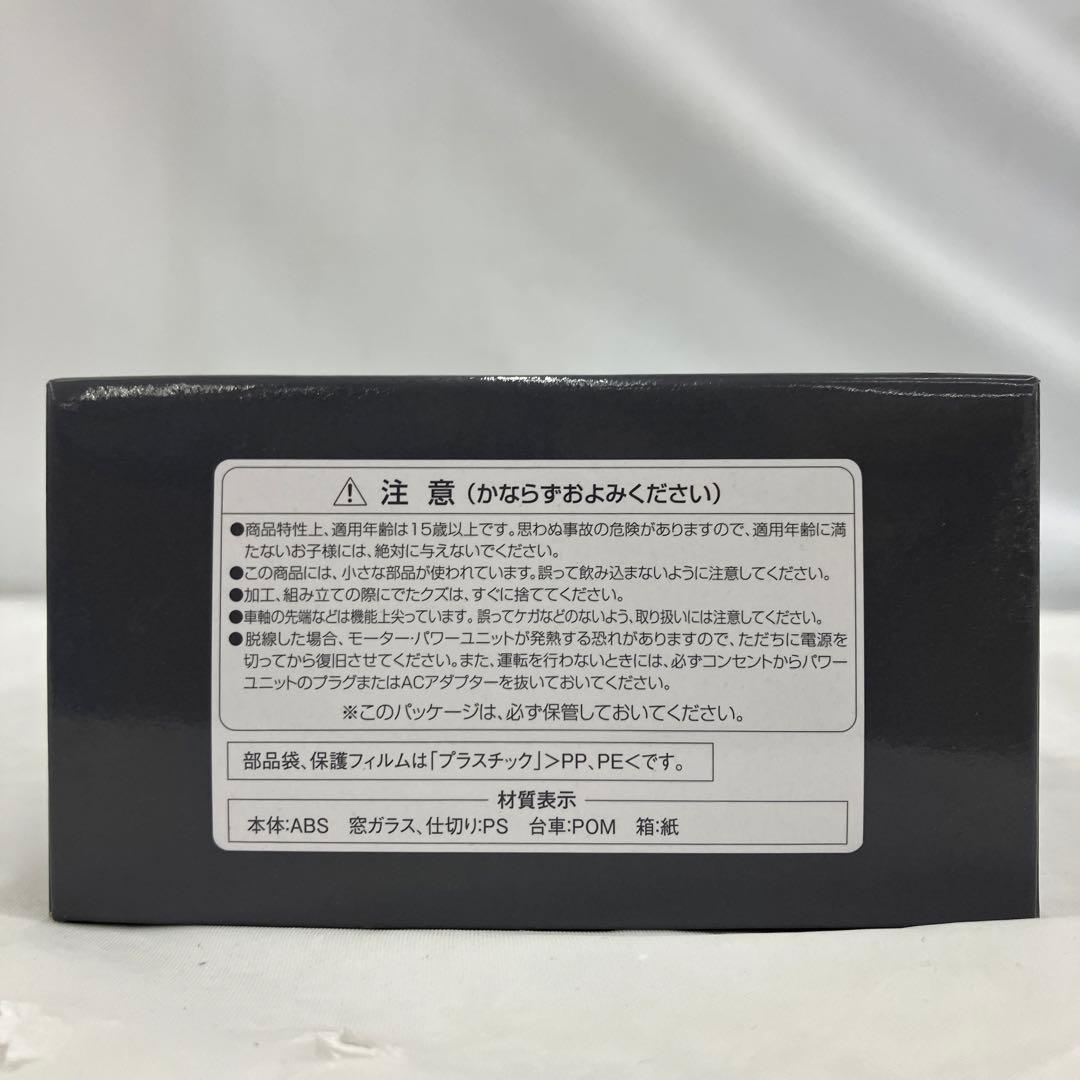 ⚠ 注意(かならずおよみください)
●商品特性上、適用年齢は15歳以上です。思わぬ事故の危険がありますので、適用年齢に満
たないお子様には、絶対に与えないでください。
●この商品には、小さな部品が使われています。誤って飲み込まないように注意してください。
●加工、組み立ての際にでたクズは、すぐに捨ててください。
●車軸の先端などは機能上尖っています。誤ってケガなどのないよう、取り扱いには注意してください。
●脱線した場合、モーター・パワーユニットが発熱する恐れがありますので、ただちに電源を
切ってから復旧させてください。また、運転を行わないときには、必ずコンセントからパワー
ユニットのプラグまたはACアダプターを抜いておいてください。
※このパッケージは、必ず保管しておいてください。
部品袋、保護フィルムは「プラスチック」>PP、PE<です。
材質表示
本体:ABS 窓ガラス、仕切り:PS 台車:POM 箱:紙